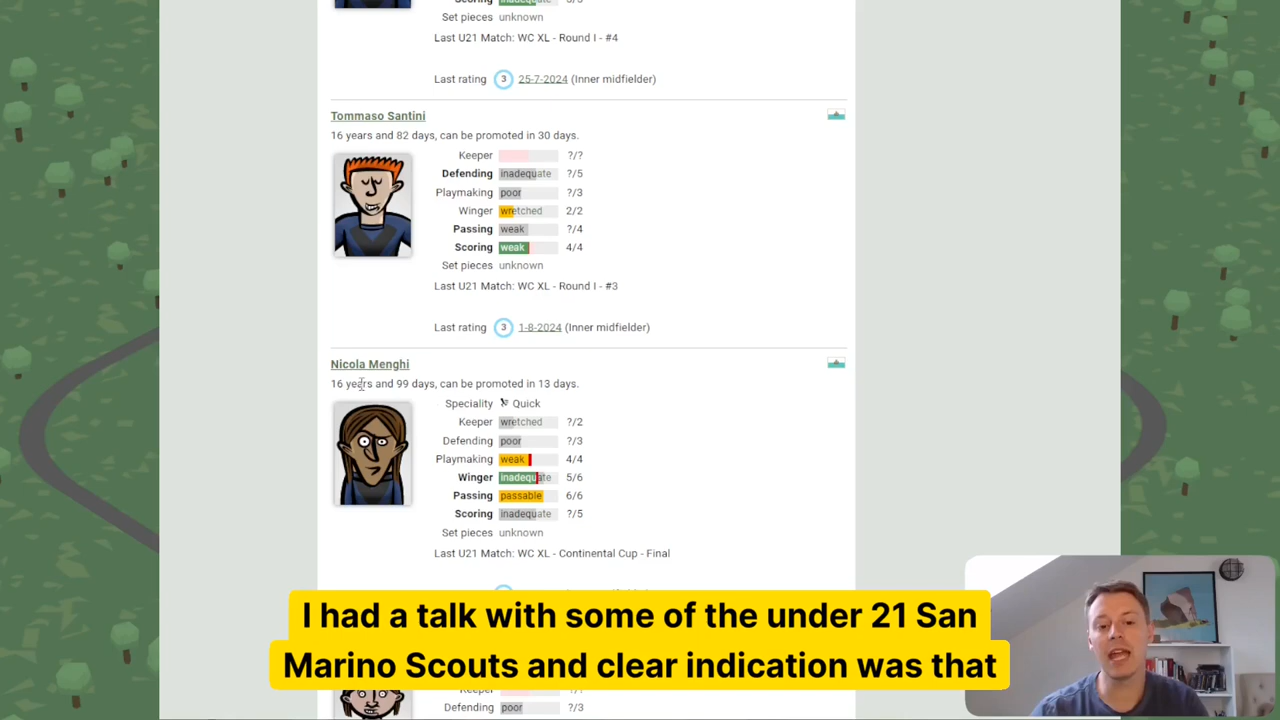 Set pieces unknown
Last U21 Match: WC XL - Round I - #4
Last rating 3 25-7-2024 (Inner midfielder)
Tommaso Santini
16 years and 82 days, can be promoted in 30 days.
Keeper ?/?
Defending inadequate ?/5
Playmaking poor ?/3
Winger wretched 2/2
Passing weak ?/4
Scoring weak 4/4
Set pieces unknown
Last U21 Match: WC XL - Round I - #3
Last rating 3 1-8-2024 (Inner midfielder)
Nicola Menghi
16 years and 99 days, can be promoted in 13 days.
Speciality Quick
Keeper wretched ?/2
Defending poor ?/3
Playmaking weak 4/4
Winger inadequate 5/6
Passing passable 6/6
Scoring inadequate ?/5
Set pieces unknown
Last U21 Match: WC XL - Continental Cup - Final
I had a talk with some of the under 21 San
Marino Scouts and clear indication was that
Defending poor ?/3